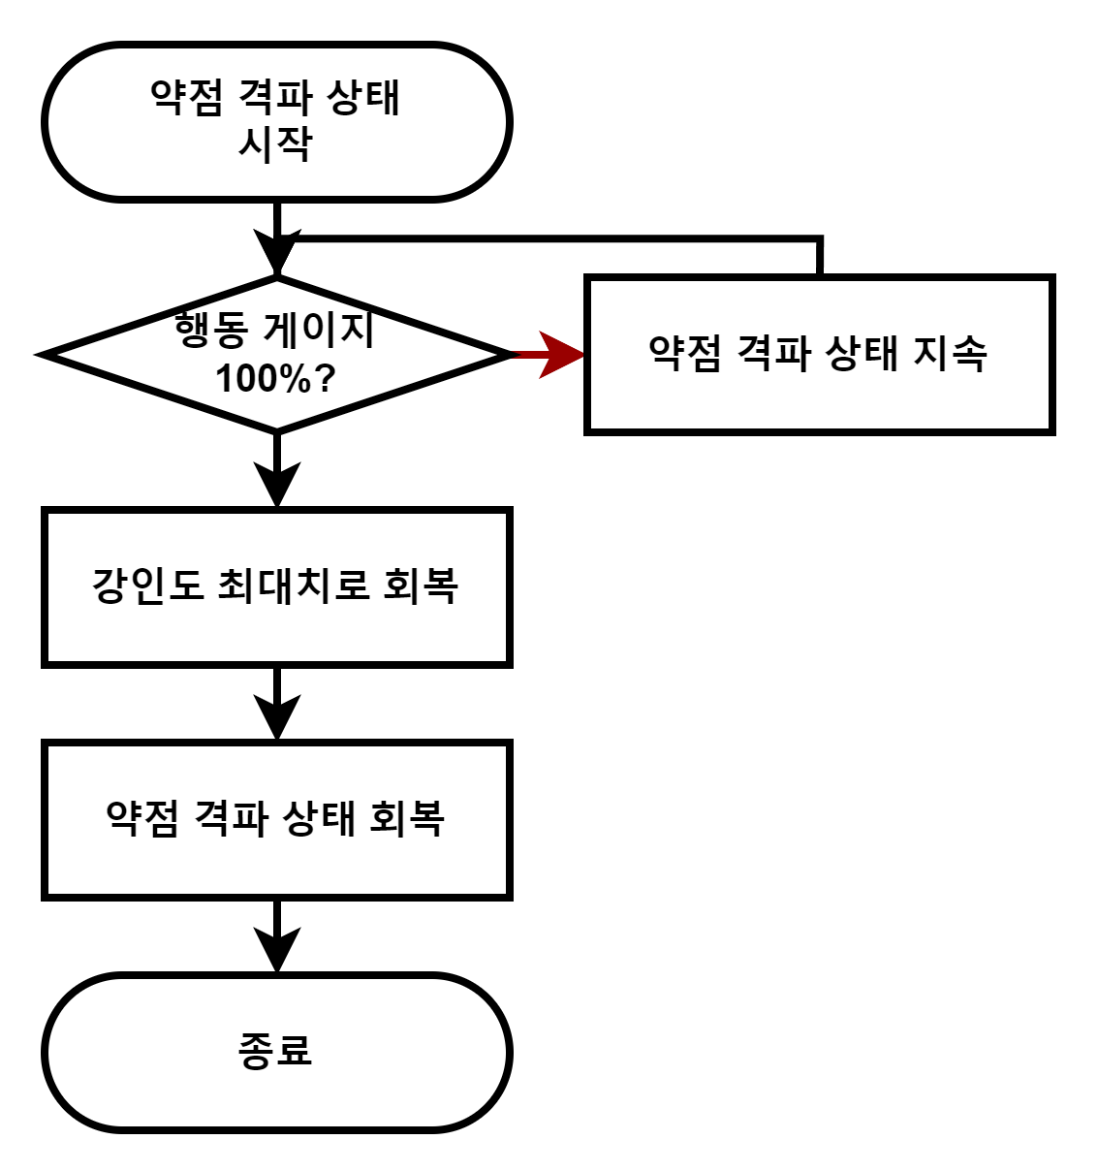 약점 격파 상태
시작
행동 게이지
100%?
약점 격파 상태 지속
강인도 최대치로 회복
약점 격파 상태 회복
종료